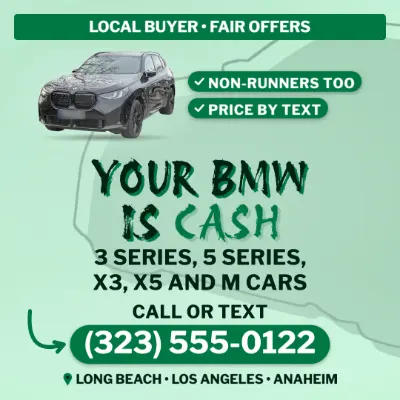 LOCAL BUYER • FAIR OFFERS
NON-RUNNERS TOO
PRICE BY TEXT
YOUR BMW
IS CASH
3 SERIES, 5 SERIES,
X3, X5 AND M CARS
CALL OR TEXT
(323) 555-0122
LONG BEACH • LOS ANGELES • ANAHEIM